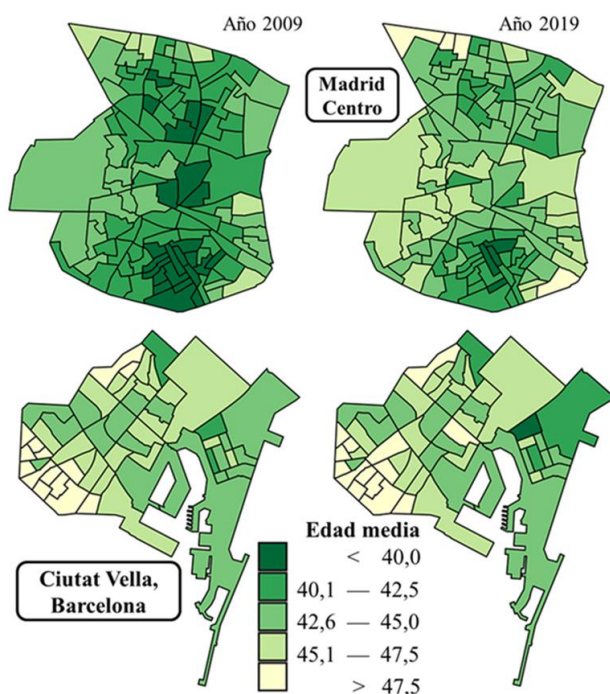 Año 2009
Año 2019
Madrid
Centro
Edad media
< 40,0
40,1 — 42,5
42,6 — 45,0
45,1 — 47,5
> 47,5
Ciutat Vella,
Barcelona